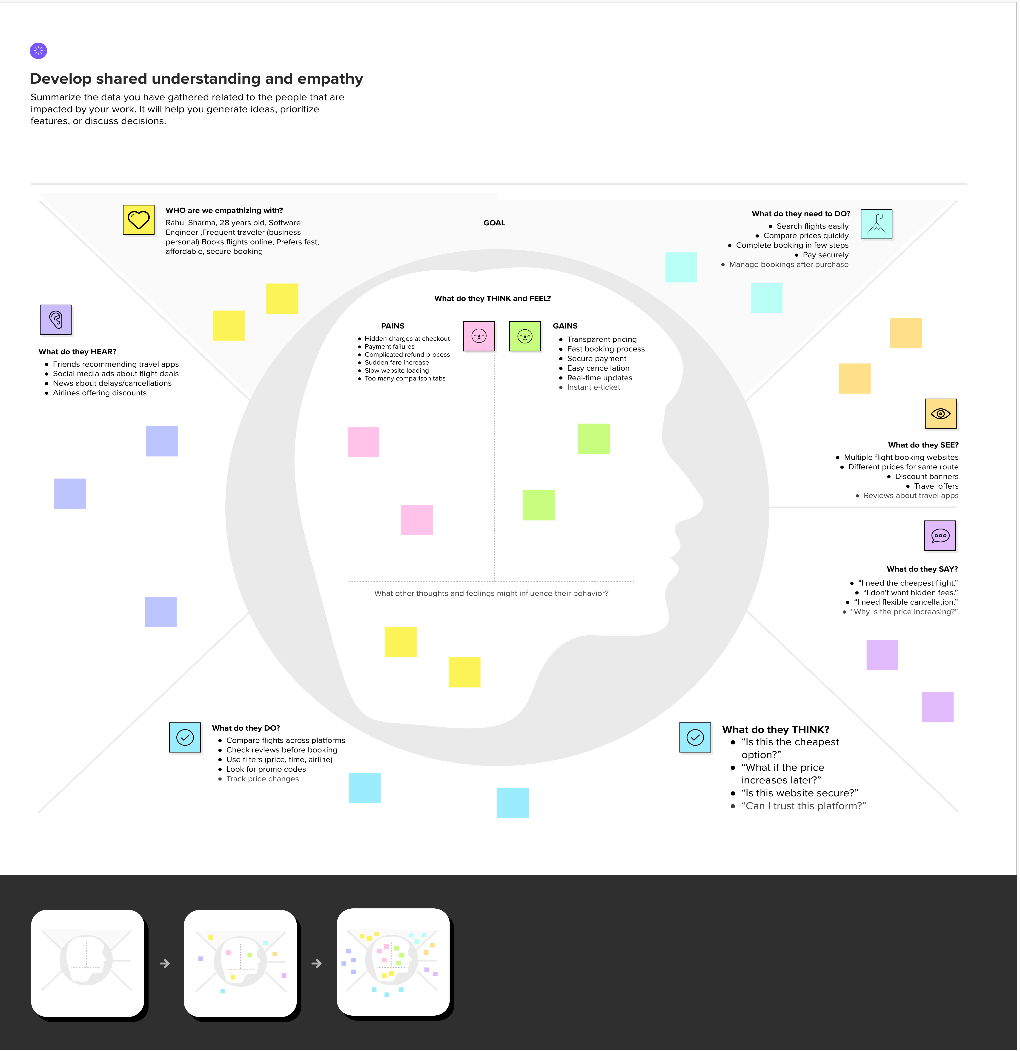 Develop shared understanding and empathy
Summarize the data you have gathered related to the people that are
impacted by your work. It will help you generate ideas, prioritize
features, or discuss decisions.
WHO are we empathizing with?
Rahul Sharma, 28 years old, Software
Engineer ,Frequent traveler (business
personal) Books flights online, Prefers fast,
affordable, secure booking
GOAL
What do they need to DO?
● Search flights easily
● Compare prices quickly
● Complete booking in few steps
● Pay securely
● Manage bookings after purchase
What do they HEAR?
● Friends recommending travel apps
● Social media ads about flight deals
● News about delays/cancellations
● Airlines offering discounts
What do they THINK and FEEL?
PAINS
● Hidden charges at checkout
● Payment failures
● Complicated refund process
● Sudden fare increase
● Slow website loading
● Too many comparison tabs
GAINS
● Transparent pricing
● Fast booking process
● Secure payment
● Easy cancellation
● Real-time updates
● Instant e-ticket
What do they SEE?
● Multiple flight booking websites
● Different prices for same route
● Discount banners
● Travel offers
● Reviews about travel apps
What do they SAY?
● “I need the cheapest flight.”
● “I don't want hidden fees.”
● “I need flexible cancellation.”
● “Why is the price increasing?”
What other thoughts and feelings might influence their behavior?
What do they DO?
● Compare flights across platforms
● Check reviews before booking
● Use filters (price, time, airline)
● Look for promo codes
● Track price changes
What do they THINK?
● “Is this the cheapest
option?”
● “What if the price
increases later?”
● “Is this website secure?”
● “Can I trust this platform?”